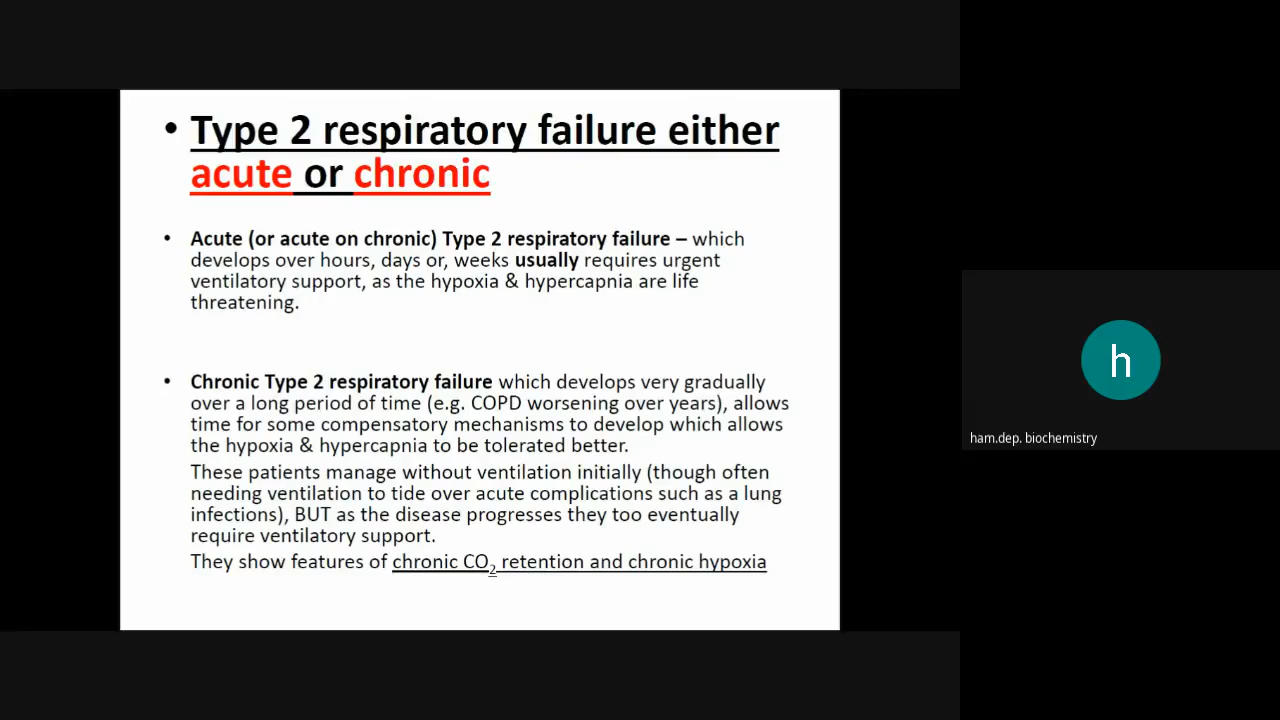 • Type 2 respiratory failure either
acute or chronic
• Acute (or acute on chronic) Type 2 respiratory failure – which
develops over hours, days or, weeks usually requires urgent
ventilatory support, as the hypoxia & hypercapnia are life
threatening.
• Chronic Type 2 respiratory failure which develops very gradually
over a long period of time (e.g. COPD worsening over years), allows
time for some compensatory mechanisms to develop which allows
the hypoxia & hypercapnia to be tolerated better.
These patients manage without ventilation initially (though often
needing ventilation to tide over acute complications such as a lung
infections), BUT as the disease progresses they too eventually
require ventilatory support.
They show features of chronic CO₂ retention and chronic hypoxia
h
ham.dep. biochemistry